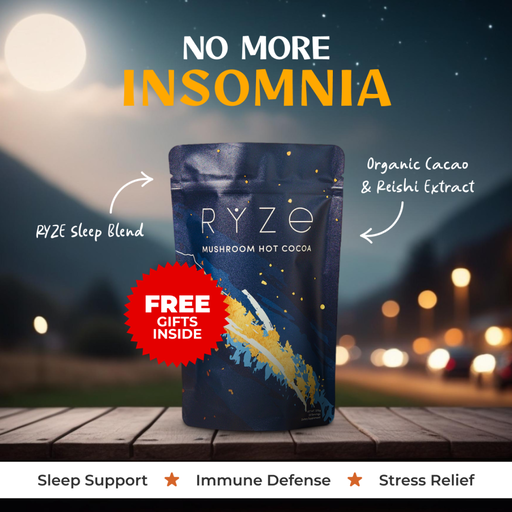 NO MORE
INSOMNIA
Organic Cacao
& Reishi Extract
RYZE Sleep Blend
RYZE
MUSHROOM HOT COCOA
FREE
GIFTS
INSIDE
Sleep Support ★ Immune Defense ★ Stress Relief